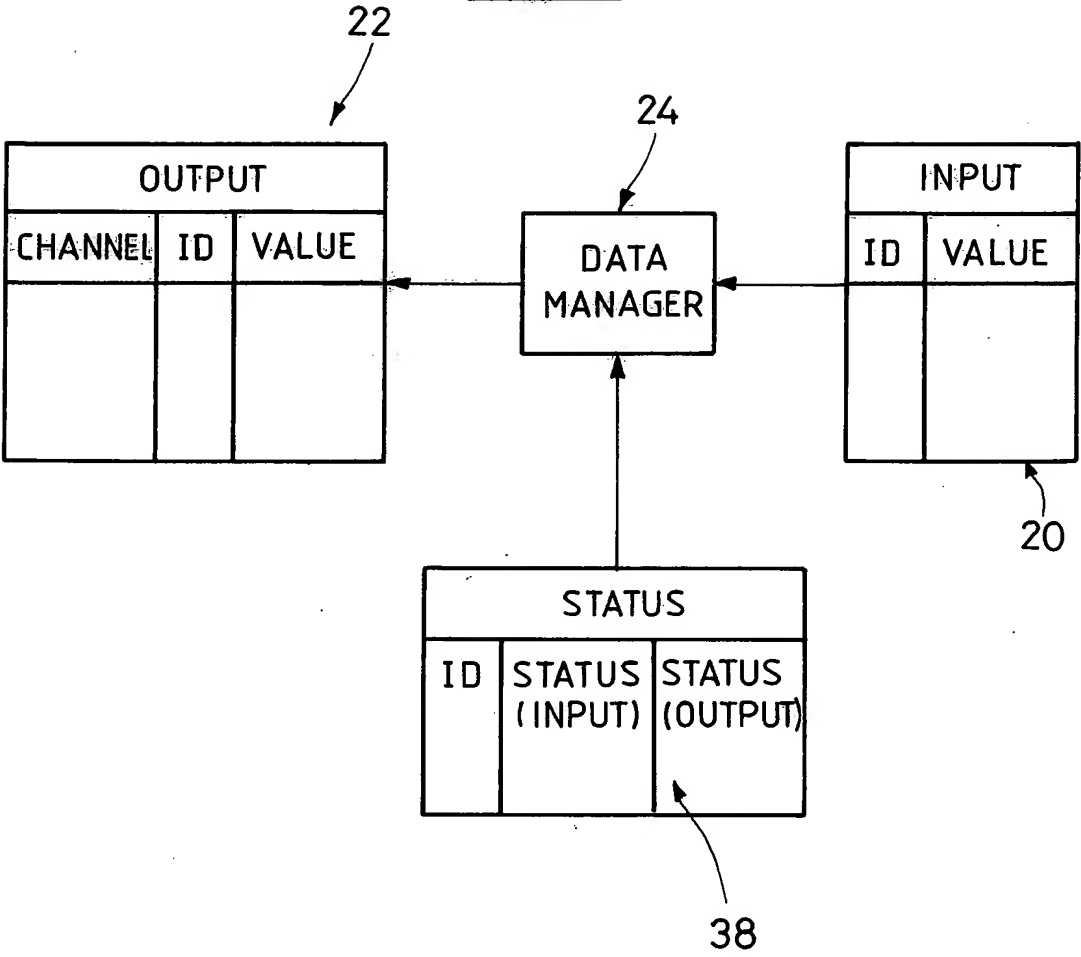 22
24
OUTPUT
CHANNEL ID VALUE
DATA
MANAGER
INPUT
ID VALUE
20
STATUS
ID STATUS (INPUT) STATUS (OUTPUT)
38